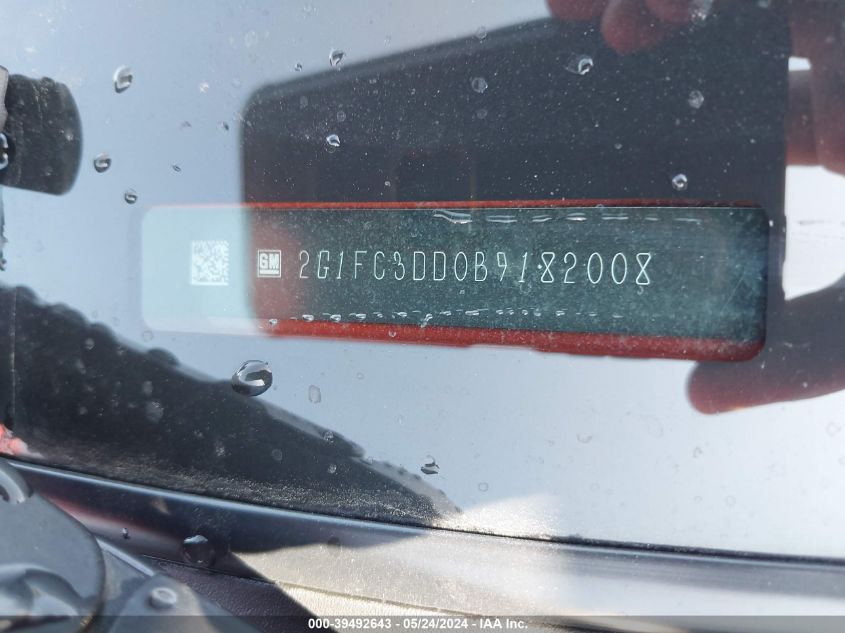 GM 2G1FC3DD0B9182008
000-39492643 / 05/24/2024 - IAA Inc.